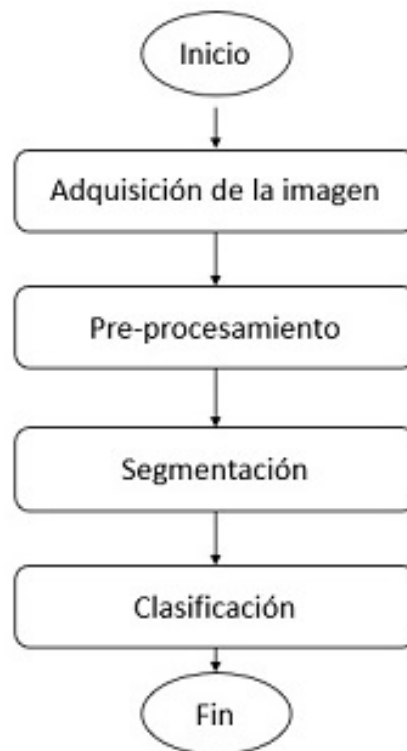 Inicio
Adquisición de la imagen
Pre-procesamiento
Segmentación
Clasificación
Fin